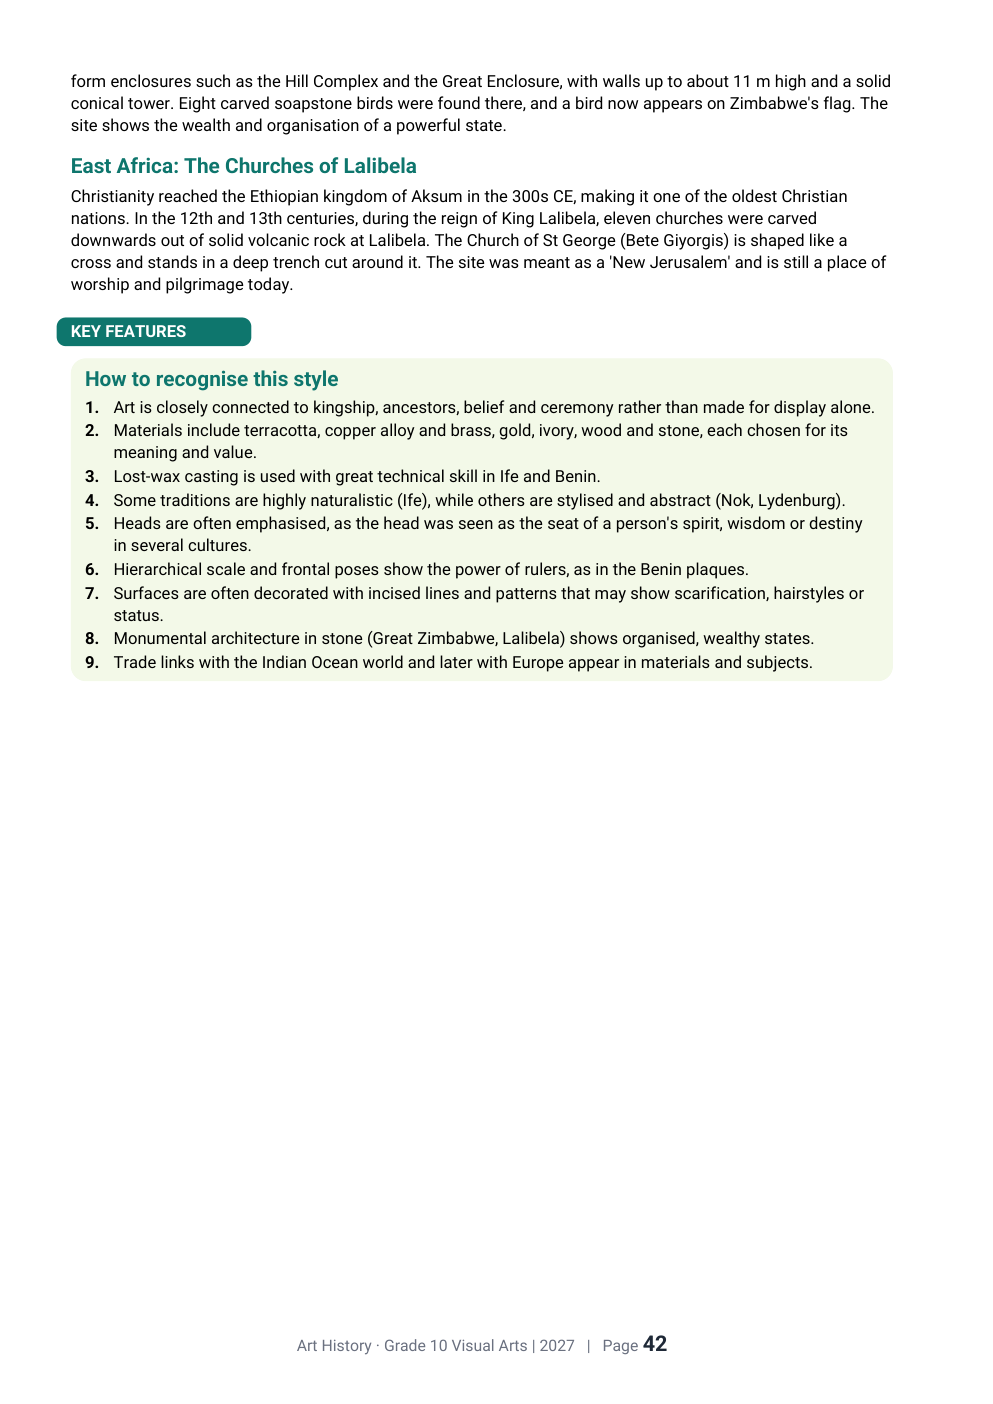 form enclosures such as the Hill Complex and the Great Enclosure, with walls up to about 11 m high and a solid
conical tower. Eight carved soapstone birds were found there, and a bird now appears on Zimbabwe's flag. The
site shows the wealth and organisation of a powerful state.
East Africa: The Churches of Lalibela
Christianity reached the Ethiopian kingdom of Aksum in the 300s CE, making it one of the oldest Christian
nations. In the 12th and 13th centuries, during the reign of King Lalibela, eleven churches were carved
downwards out of solid volcanic rock at Lalibela. The Church of St George (Bete Giyorgis) is shaped like a
cross and stands in a deep trench cut around it. The site was meant as a 'New Jerusalem' and is still a place of
worship and pilgrimage today.
KEY FEATURES
How to recognise this style
1. Art is closely connected to kingship, ancestors, belief and ceremony rather than made for display alone.
2. Materials include terracotta, copper alloy and brass, gold, ivory, wood and stone, each chosen for its
meaning and value.
3. Lost-wax casting is used with great technical skill in Ife and Benin.
4. Some traditions are highly naturalistic (Ife), while others are stylised and abstract (Nok, Lydenburg).
5. Heads are often emphasised, as the head was seen as the seat of a person's spirit, wisdom or destiny
in several cultures.
6. Hierarchical scale and frontal poses show the power of rulers, as in the Benin plaques.
7. Surfaces are often decorated with incised lines and patterns that may show scarification, hairstyles or
status.
8. Monumental architecture in stone (Great Zimbabwe, Lalibela) shows organised, wealthy states.
9. Trade links with the Indian Ocean world and later with Europe appear in materials and subjects.
Art History · Grade 10 Visual Arts | 2027 | Page 42